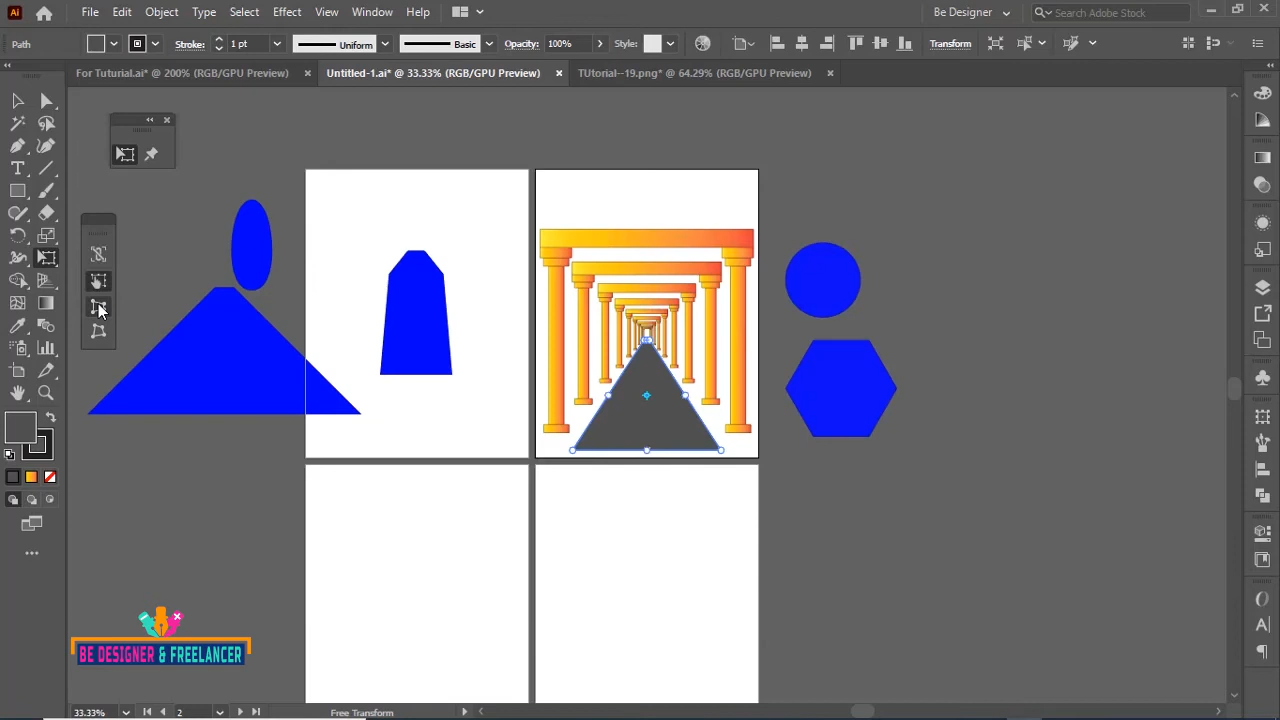 Ai File Edit Object Type Select Effect View Window Help Be Designer Search Adobe Stock
Path Stroke: 1 pt Uniform Basic Opacity: 100% Style: Transform
For Tuturial.ai* @ 200% (RGB/GPU Preview) Untitled-1.ai* @ 33.33% (RGB/GPU Preview) TUtorial--19.png* @ 64.29% (RGB/GPU Preview)
BE DESIGNER & FREELANCER
33.33% 2 Free Transform